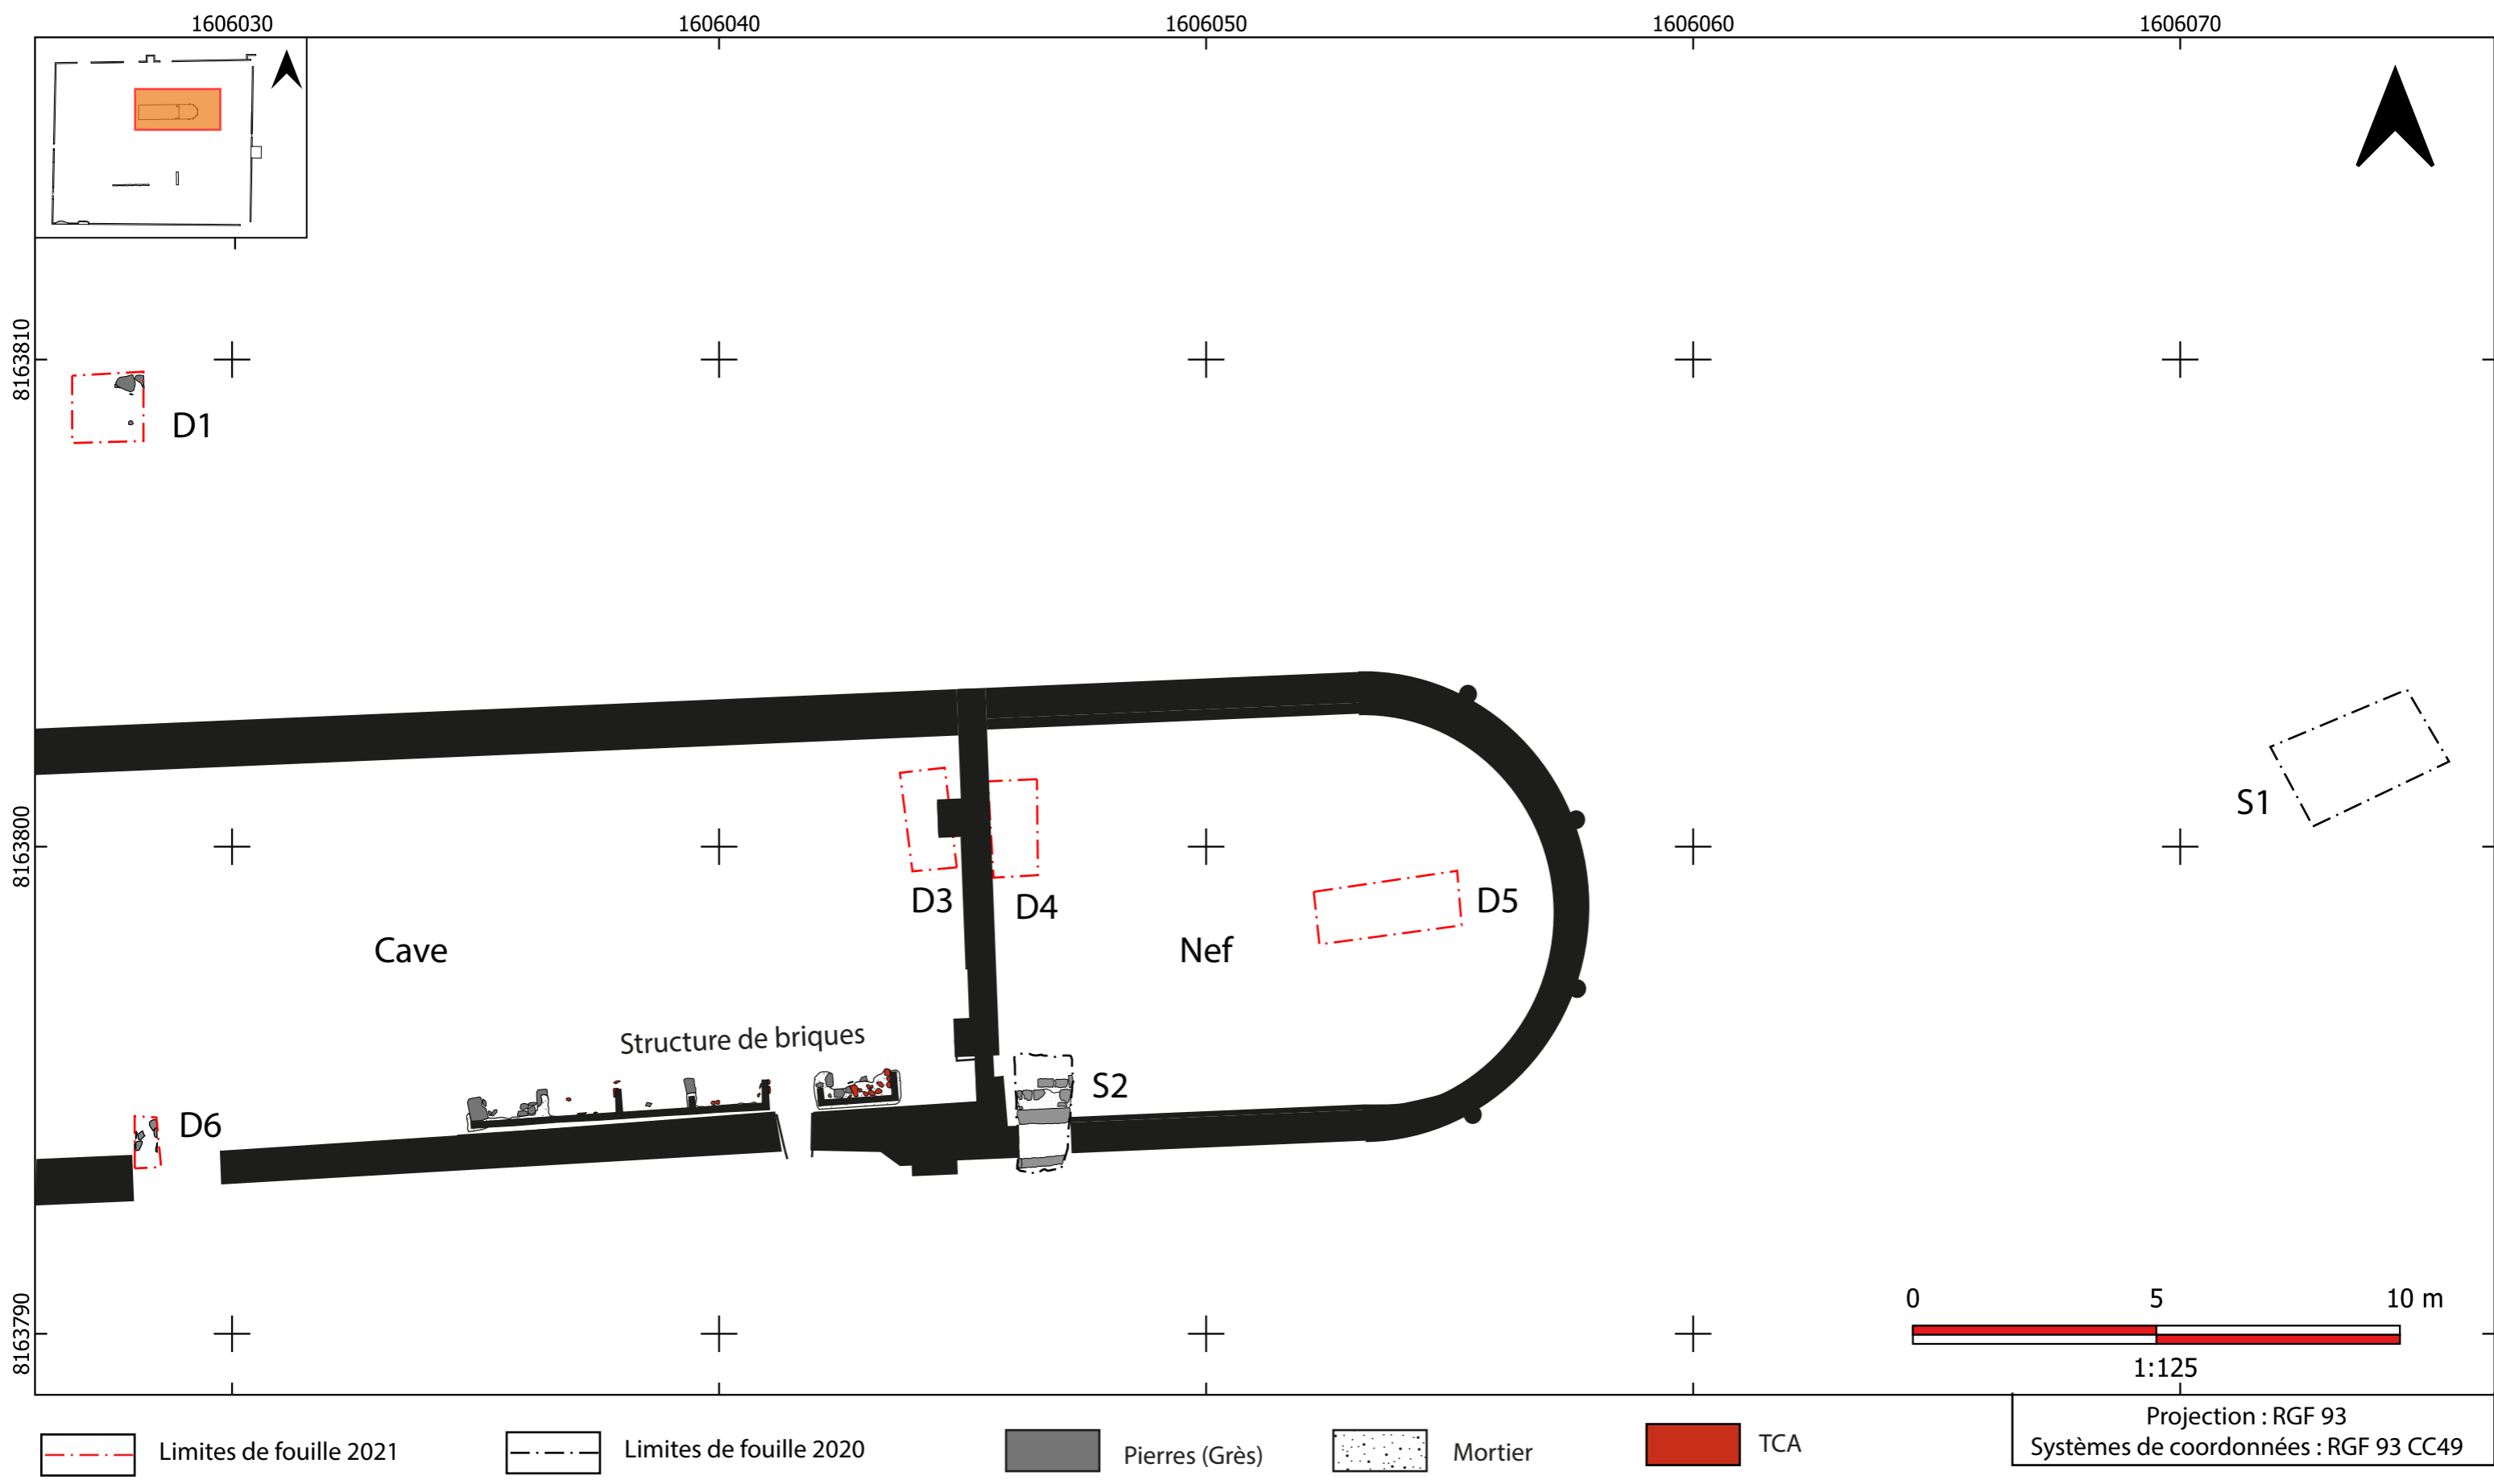 1606030 1606040 1606050 1606060 1606070
8163810
D1
8163800
S1
D3 D4 D5
Cave Nef
Structure de briques
S2
D6
8163790
0 5 10 m
1:125
Projection : RGF 93
Systèmes de coordonnées : RGF 93 CC49
Limites de fouille 2021
Limites de fouille 2020
Pierres (Grès)
Mortier
TCA